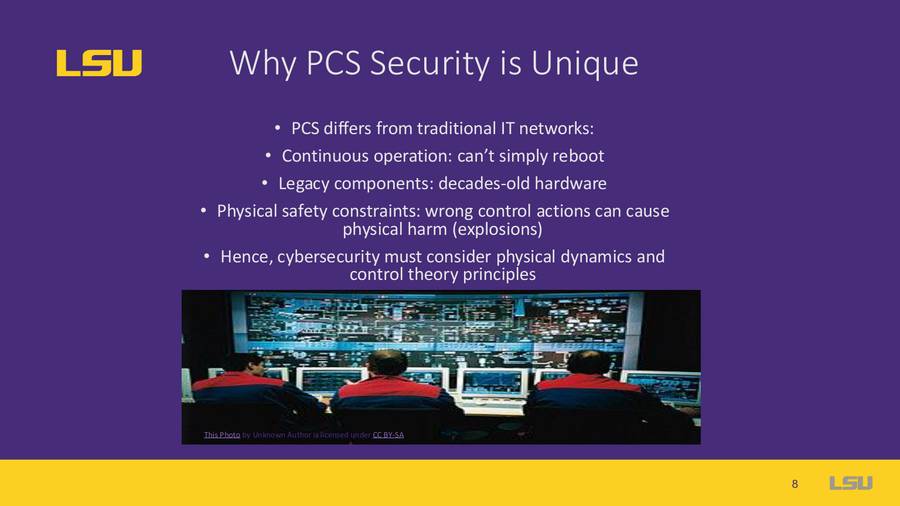 LSU
Why PCS Security is Unique
• PCS differs from traditional IT networks:
• Continuous operation: can’t simply reboot
• Legacy components: decades-old hardware
• Physical safety constraints: wrong control actions can cause
physical harm (explosions)
• Hence, cybersecurity must consider physical dynamics and
control theory principles
This Photo by Unknown Author is licensed under CC BY-SA
8
LSU